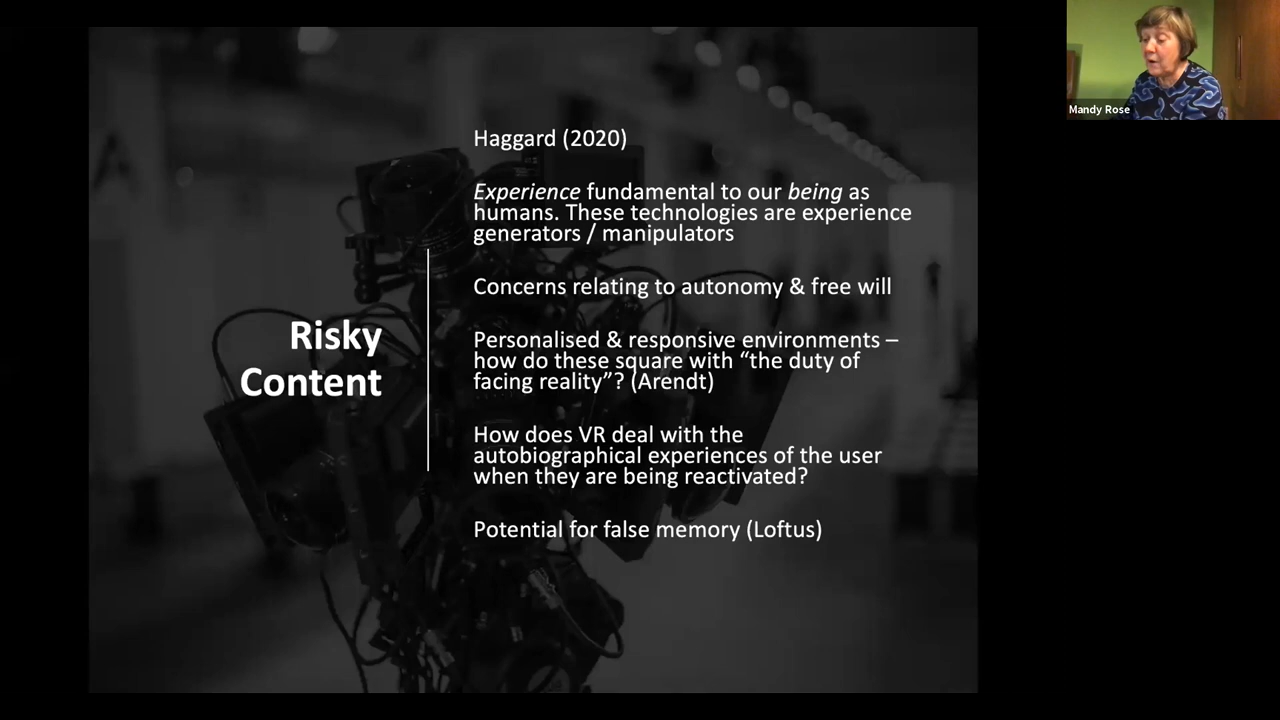 Risky
Content
Haggard (2020)
Experience fundamental to our being as
humans. These technologies are experience
generators / manipulators
Concerns relating to autonomy & free will
Personalised & responsive environments –
how do these square with “the duty of
facing reality”? (Arendt)
How does VR deal with the
autobiographical experiences of the user
when they are being reactivated?
Potential for false memory (Loftus)
Mandy Rose